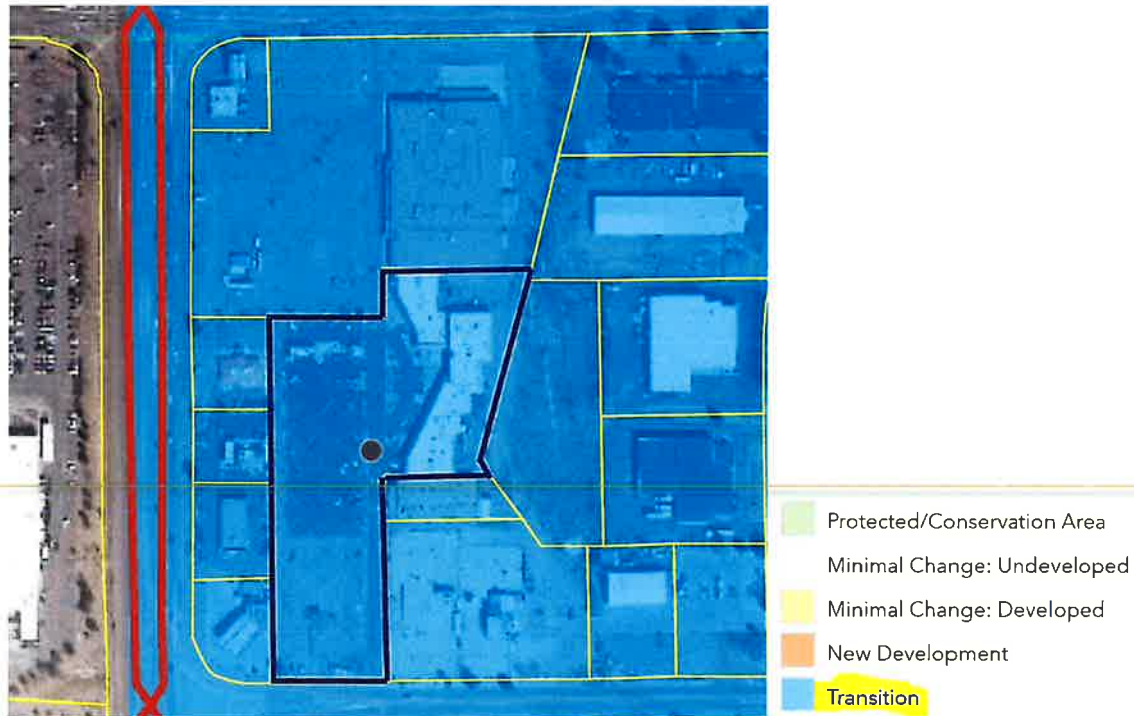 Protected/Conservation Area
Minimal Change: Undeveloped
Minimal Change: Developed
New Development
Transition